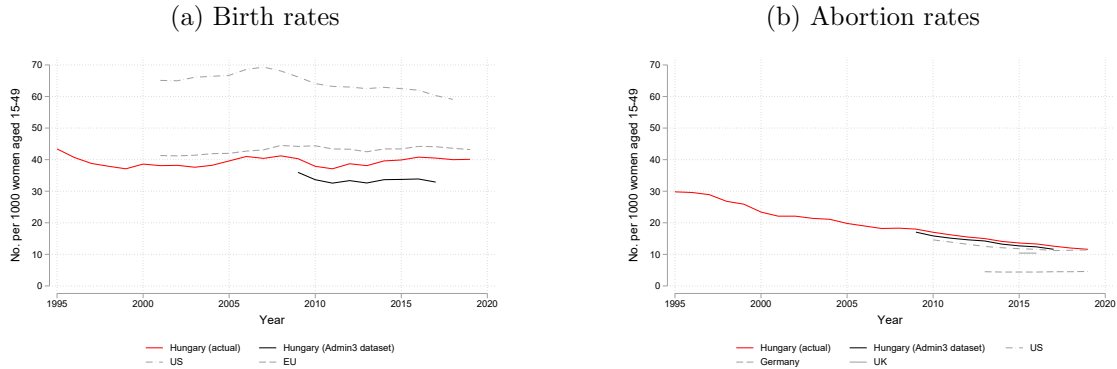 (a) Birth rates
No. per 1000 women aged 15-49
70
60
50
40
30
20
10
0
1995 2000 2005 2010 2015 2020
Year
Hungary (actual) Hungary (Admin3 dataset)
US EU
(b) Abortion rates
No. per 1000 women aged 15-49
70
60
50
40
30
20
10
0
1995 2000 2005 2010 2015 2020
Year
Hungary (actual) Hungary (Admin3 dataset) US
Germany UK